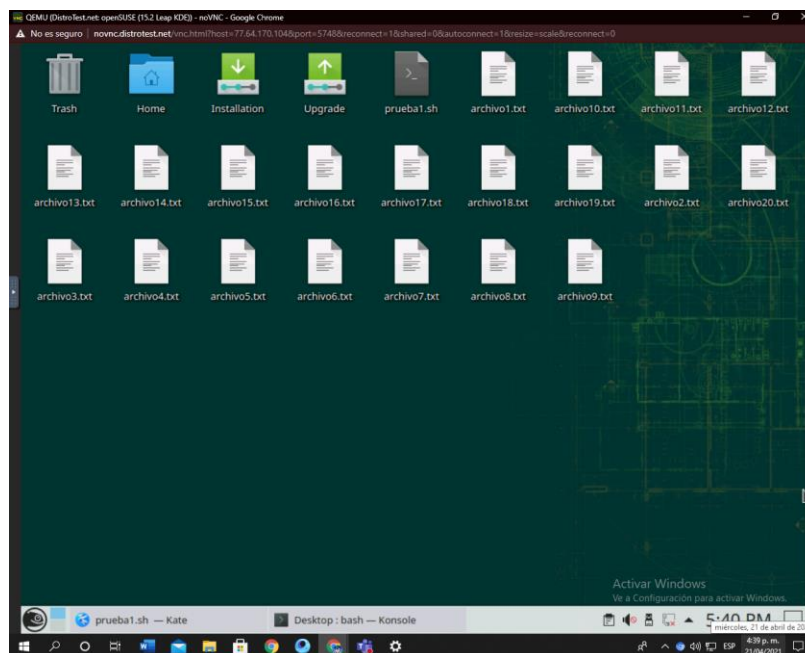 QEMU (DistroTest.net: openSUSE (15.2 Leap KDE)) - noVNC - Google Chrome
No es seguro | novnc.distrotest.net/vnc.html?host=77.64.170.104&port=5748&reconnect=1&shared=0&autoconnect=1&resize=scale&reconnect=0
Trash Home Installation Upgrade prueba1.sh archivo1.txt archivo10.txt archivo11.txt archivo12.txt
archivo13.txt archivo14.txt archivo15.txt archivo16.txt archivo17.txt archivo18.txt archivo19.txt archivo2.txt archivo20.txt
archivo3.txt archivo4.txt archivo5.txt archivo6.txt archivo7.txt archivo8.txt archivo9.txt
Activar Windows
Ve a Configuración para activar Windows.
prueba1.sh — Kate Desktop : bash — Konsole 5:40 PM
miércoles, 21 de abril de 20
ESP 4:39 p. m.
21/04/2021